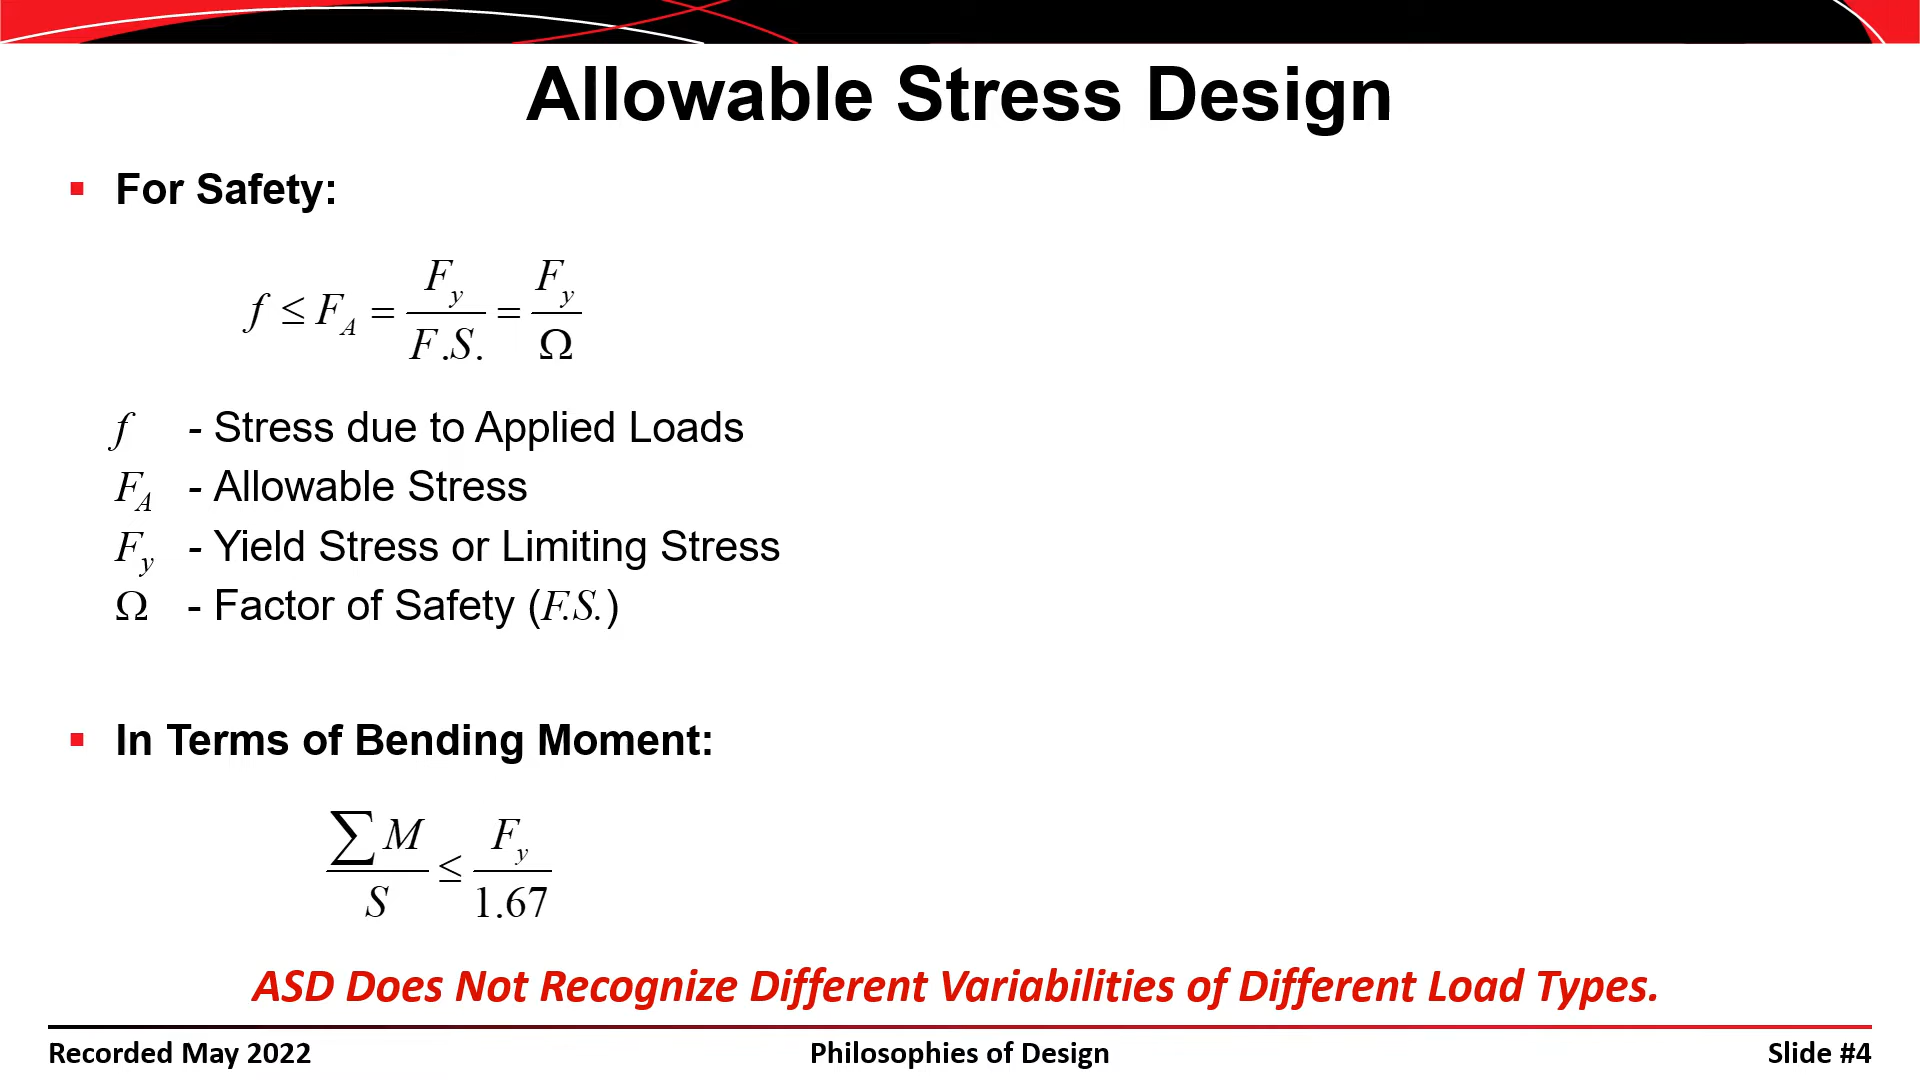 Allowable Stress Design
▪ For Safety:
f ≤ F_A = F_y / F.S. = F_y / Ω
f - Stress due to Applied Loads
F_A - Allowable Stress
F_y - Yield Stress or Limiting Stress
Ω - Factor of Safety (F.S.)
▪ In Terms of Bending Moment:
∑M / S ≤ F_y / 1.67
ASD Does Not Recognize Different Variabilities of Different Load Types.
Recorded May 2022 Philosophies of Design Slide #4